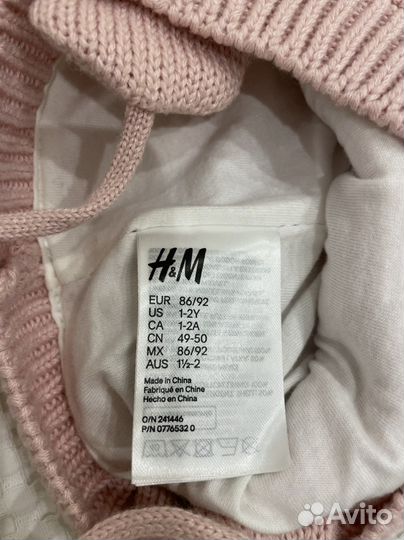 H&M
EUR 86/92
US 1-2Y
CA 1-2A
CN 49-50
MX 86/92
AUS 1½-2
Made in China
Fabriqué en Chine
Hecho en China
O/N 241446
P/N 0776532 0
Avito